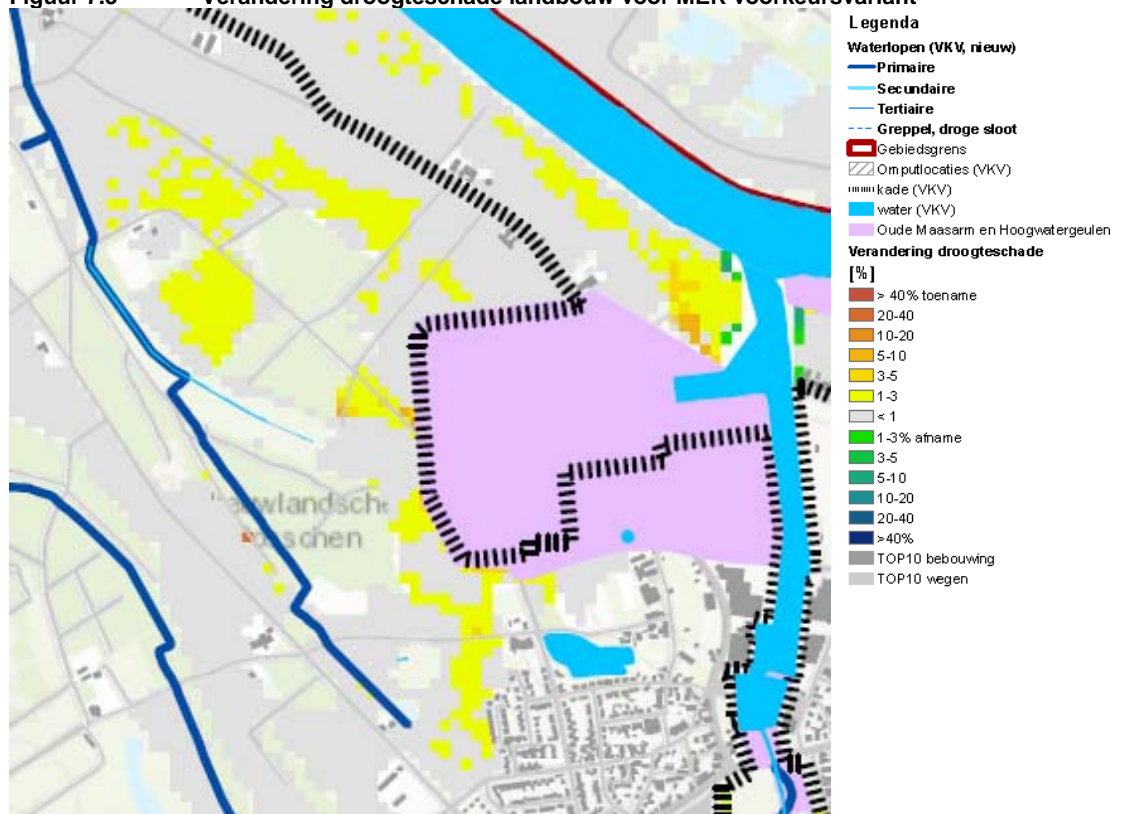 Figuur 7.3 Verandering droogteschade landbouw voor MER voorkeursvariant
Legenda
Waterlopen (VKV, nieuw)
Primaire
Secundaire
Tertiaire
Greppel, droge sloot
Gebiedsgrens
Omputlocaties (VKV)
kade (VKV)
water (VKV)
Oude Maasarm en Hoogwatergeulen
Verandering droogteschade
[%]
> 40% toename
20-40
10-20
5-10
3-5
1-3
< 1
1-3% afname
3-5
5-10
10-20
20-40
>40%
TOP10 bebouwing
TOP10 wegen